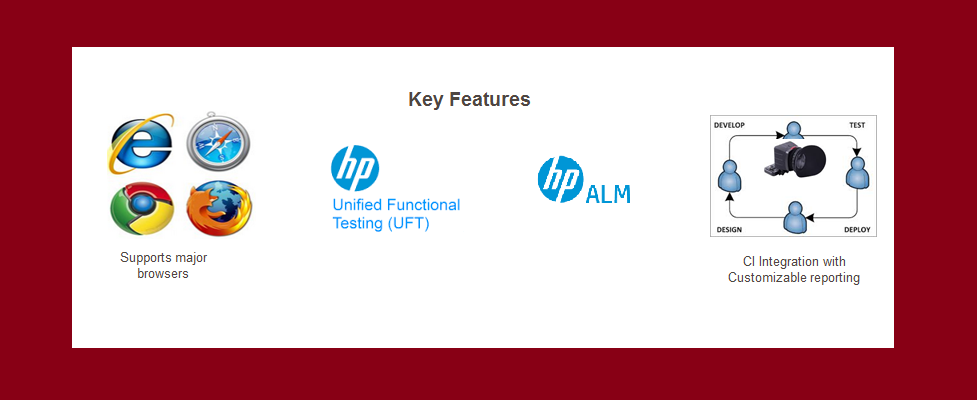 Key Features
Supports major
browsers
hp
Unified Functional
Testing (UFT)
hp ALM
DEVELOP
TEST
DESIGN
DEPLOY
CI Integration with
Customizable reporting